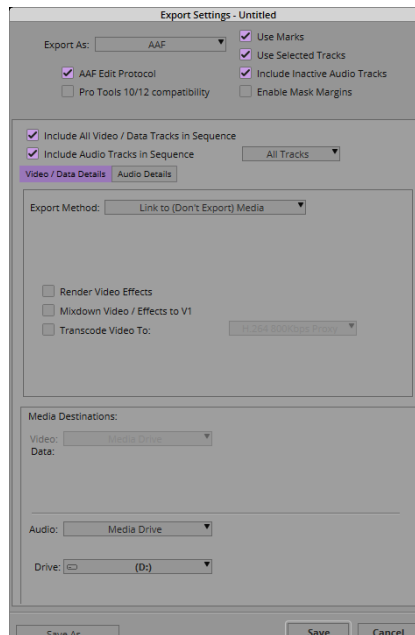 Export Settings - Untitled
Export As: AAF
Use Marks
Use Selected Tracks
AAF Edit Protocol
Include Inactive Audio Tracks
Pro Tools 10/12 compatibility
Enable Mask Margins
Include All Video / Data Tracks in Sequence
Include Audio Tracks in Sequence All Tracks
Video / Data Details Audio Details
Export Method: Link to (Don't Export) Media
Render Video Effects
Mixdown Video / Effects to V1
Transcode Video To: H.264 800Kbps Proxy
Media Destinations:
Video: Media Drive
Data:
Audio: Media Drive
Drive: (D:)
Save As... Save Cancel